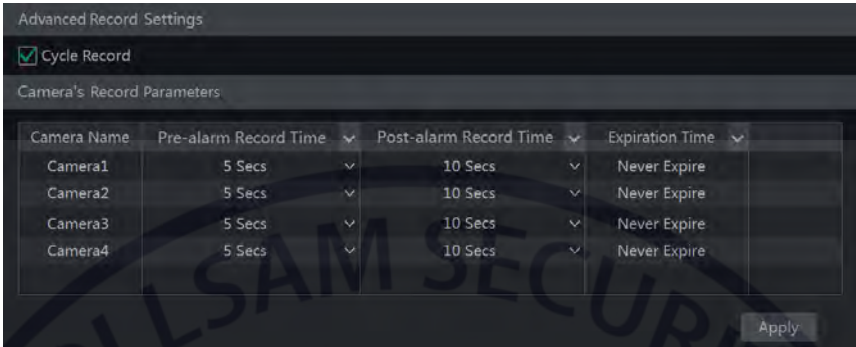 Advanced Record Settings
Cycle Record
Camera's Record Parameters
Camera Name Pre-alarm Record Time Post-alarm Record Time Expiration Time
Camera1 5 Secs 10 Secs Never Expire
Camera2 5 Secs 10 Secs Never Expire
Camera3 5 Secs 10 Secs Never Expire
Camera4 5 Secs 10 Secs Never Expire
Apply